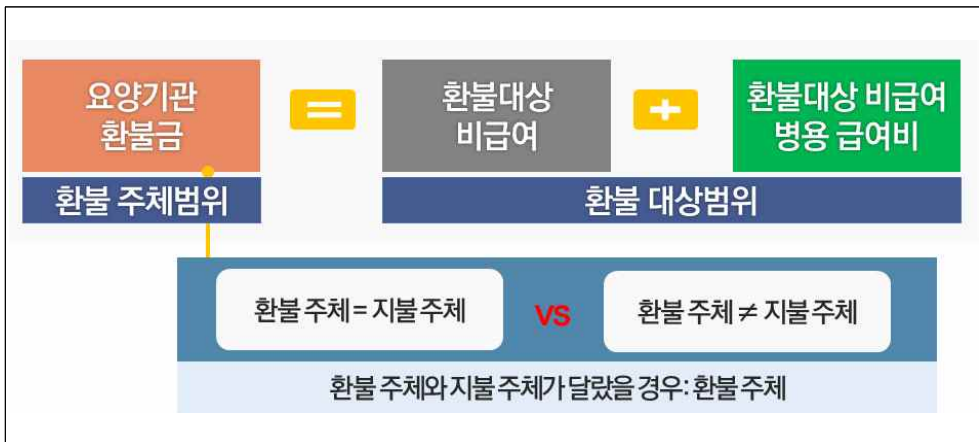 요양기관
환불금
=
환불대상
비급여
+
환불대상 비급여
병용 급여비
환불 주체범위
환불 대상범위
환불 주체 = 지불 주체
VS
환불 주체 ≠ 지불 주체
환불 주체와 지불 주체가 달랐을 경우: 환불 주체